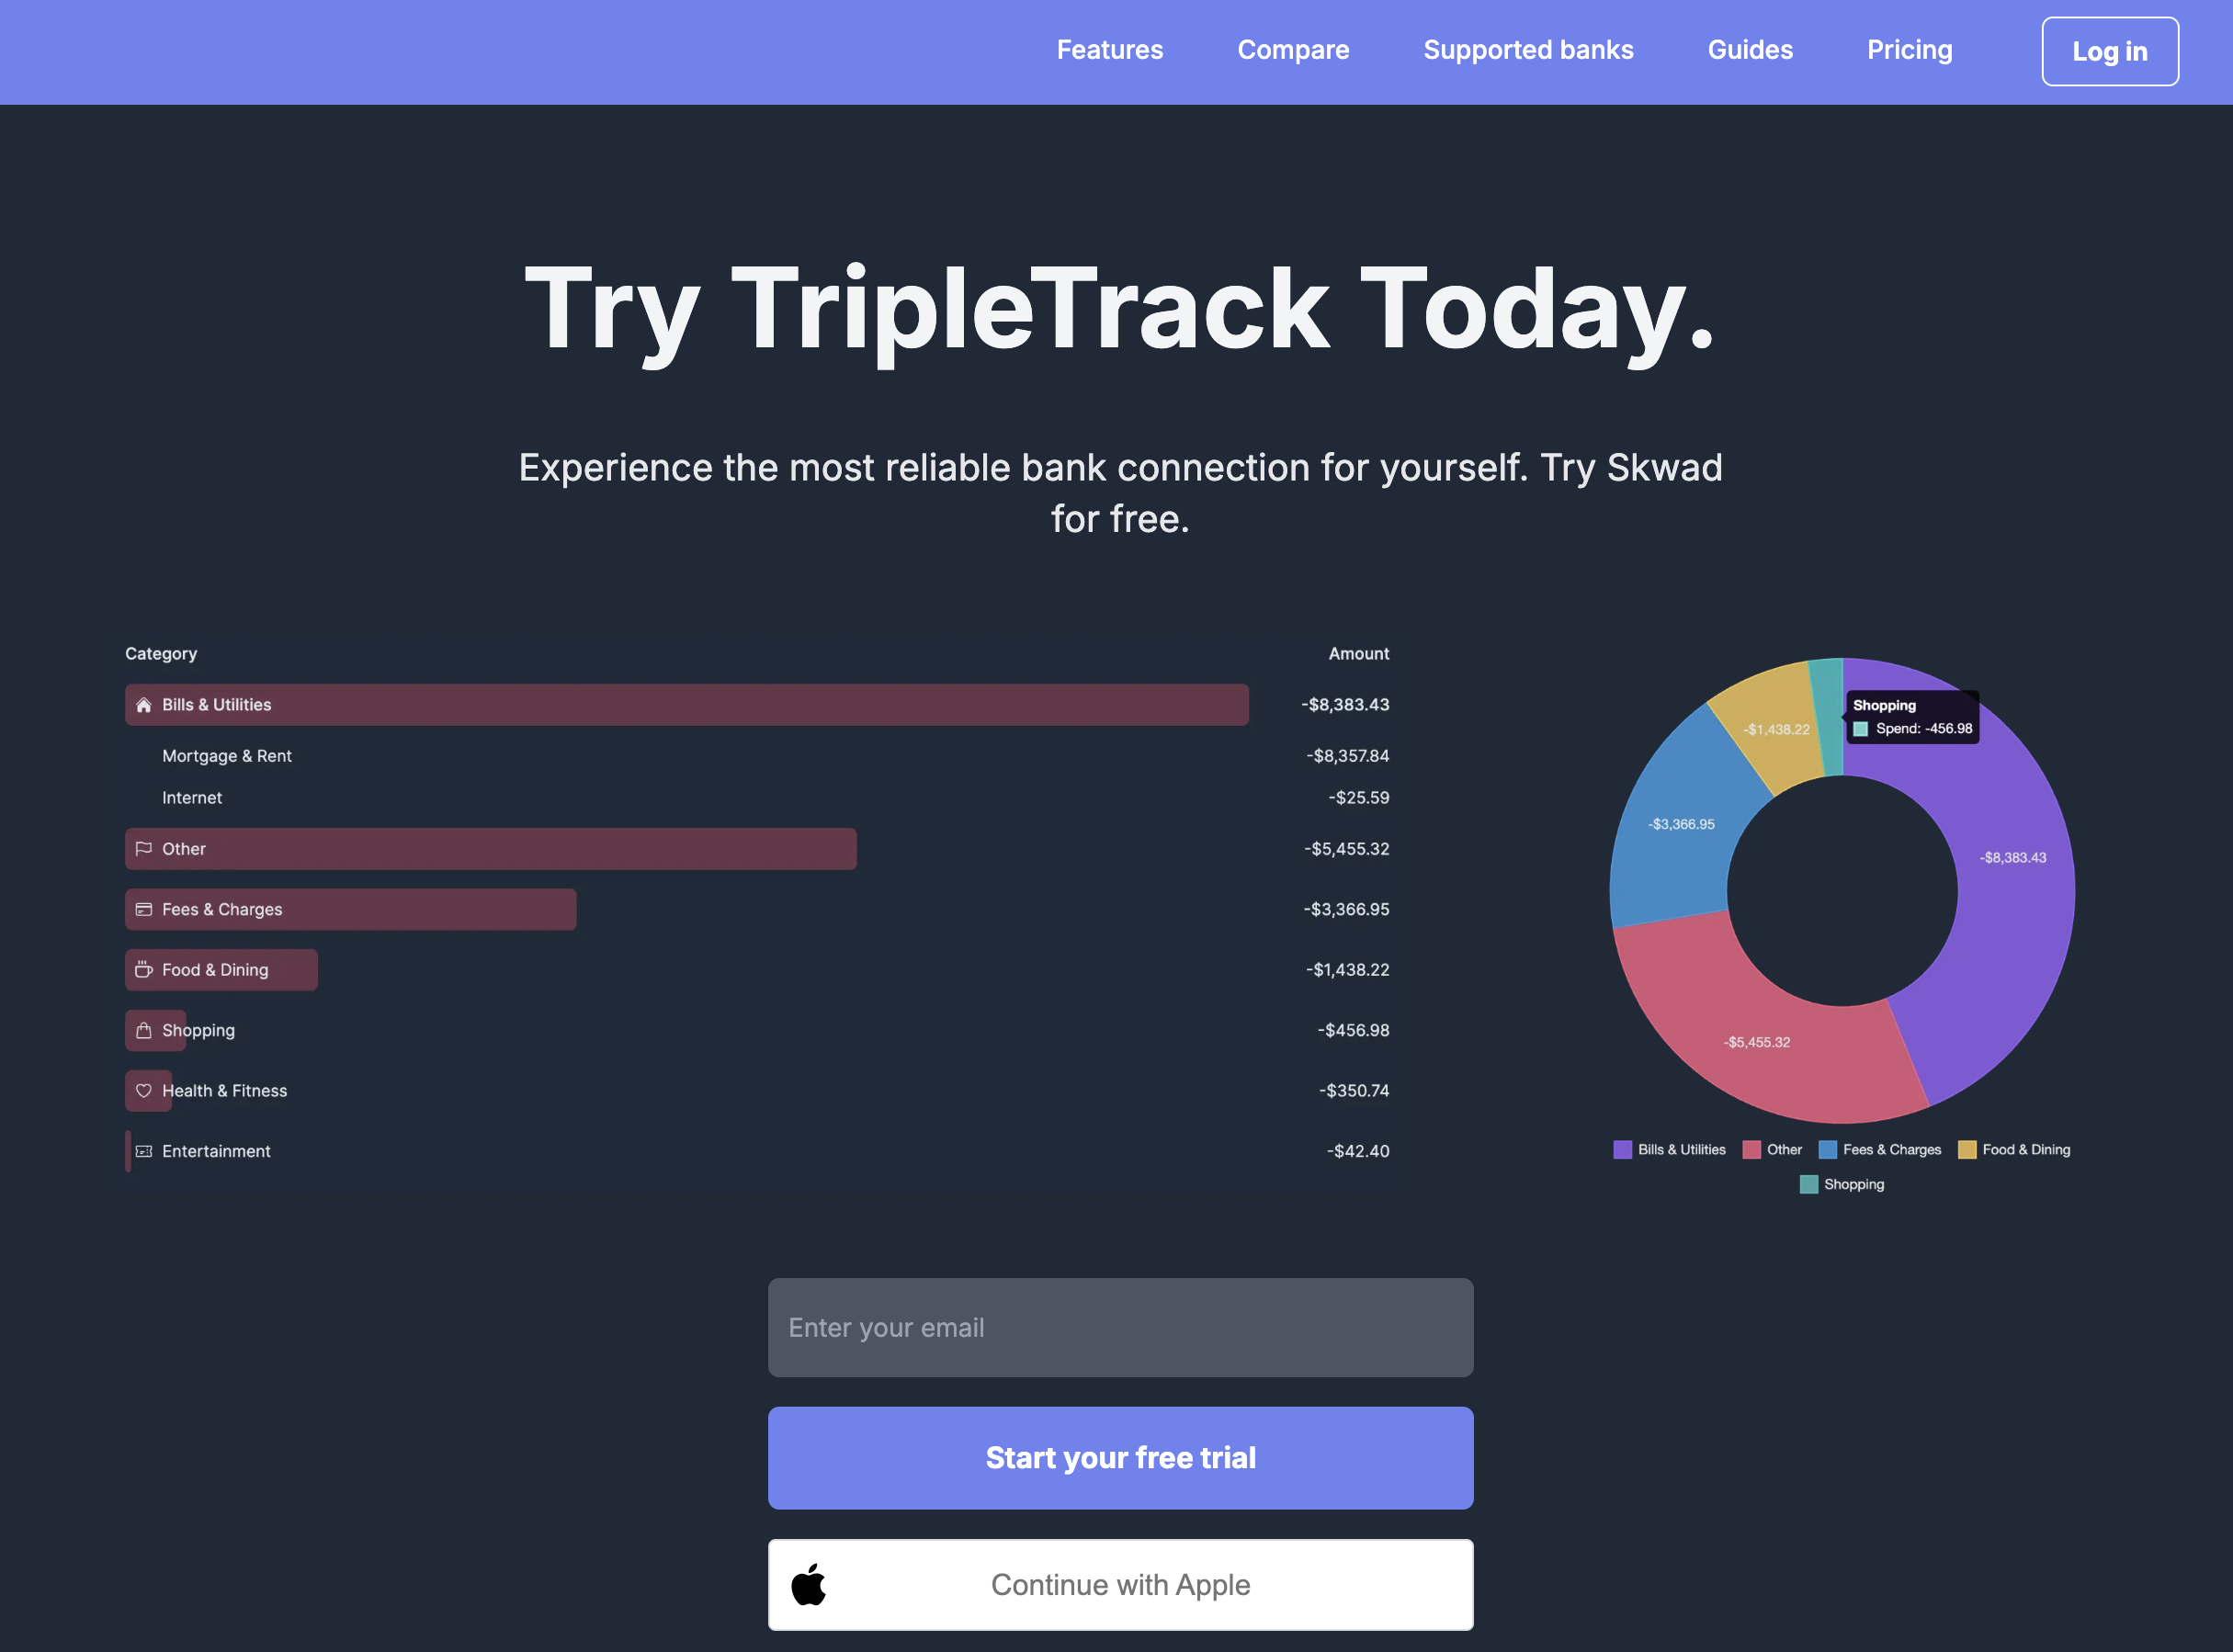 Features Compare Supported banks Guides Pricing Log in
Try TripleTrack Today.
Experience the most reliable bank connection for yourself. Try Skwad
for free.
Category Amount
Bills & Utilities -$8,383.43
Mortgage & Rent -$8,357.84
Internet -$25.59
Other -$5,455.32
Fees & Charges -$3,366.95
Food & Dining -$1,438.22
Shopping -$456.98
Health & Fitness -$350.74
Entertainment -$42.40
Shopping
Spend: -456.98
-$1,438.22
-$3,366.95
-$8,383.43
-$5,455.32
Bills & Utilities Other Fees & Charges Food & Dining
Shopping
Enter your email
Start your free trial
Continue with Apple